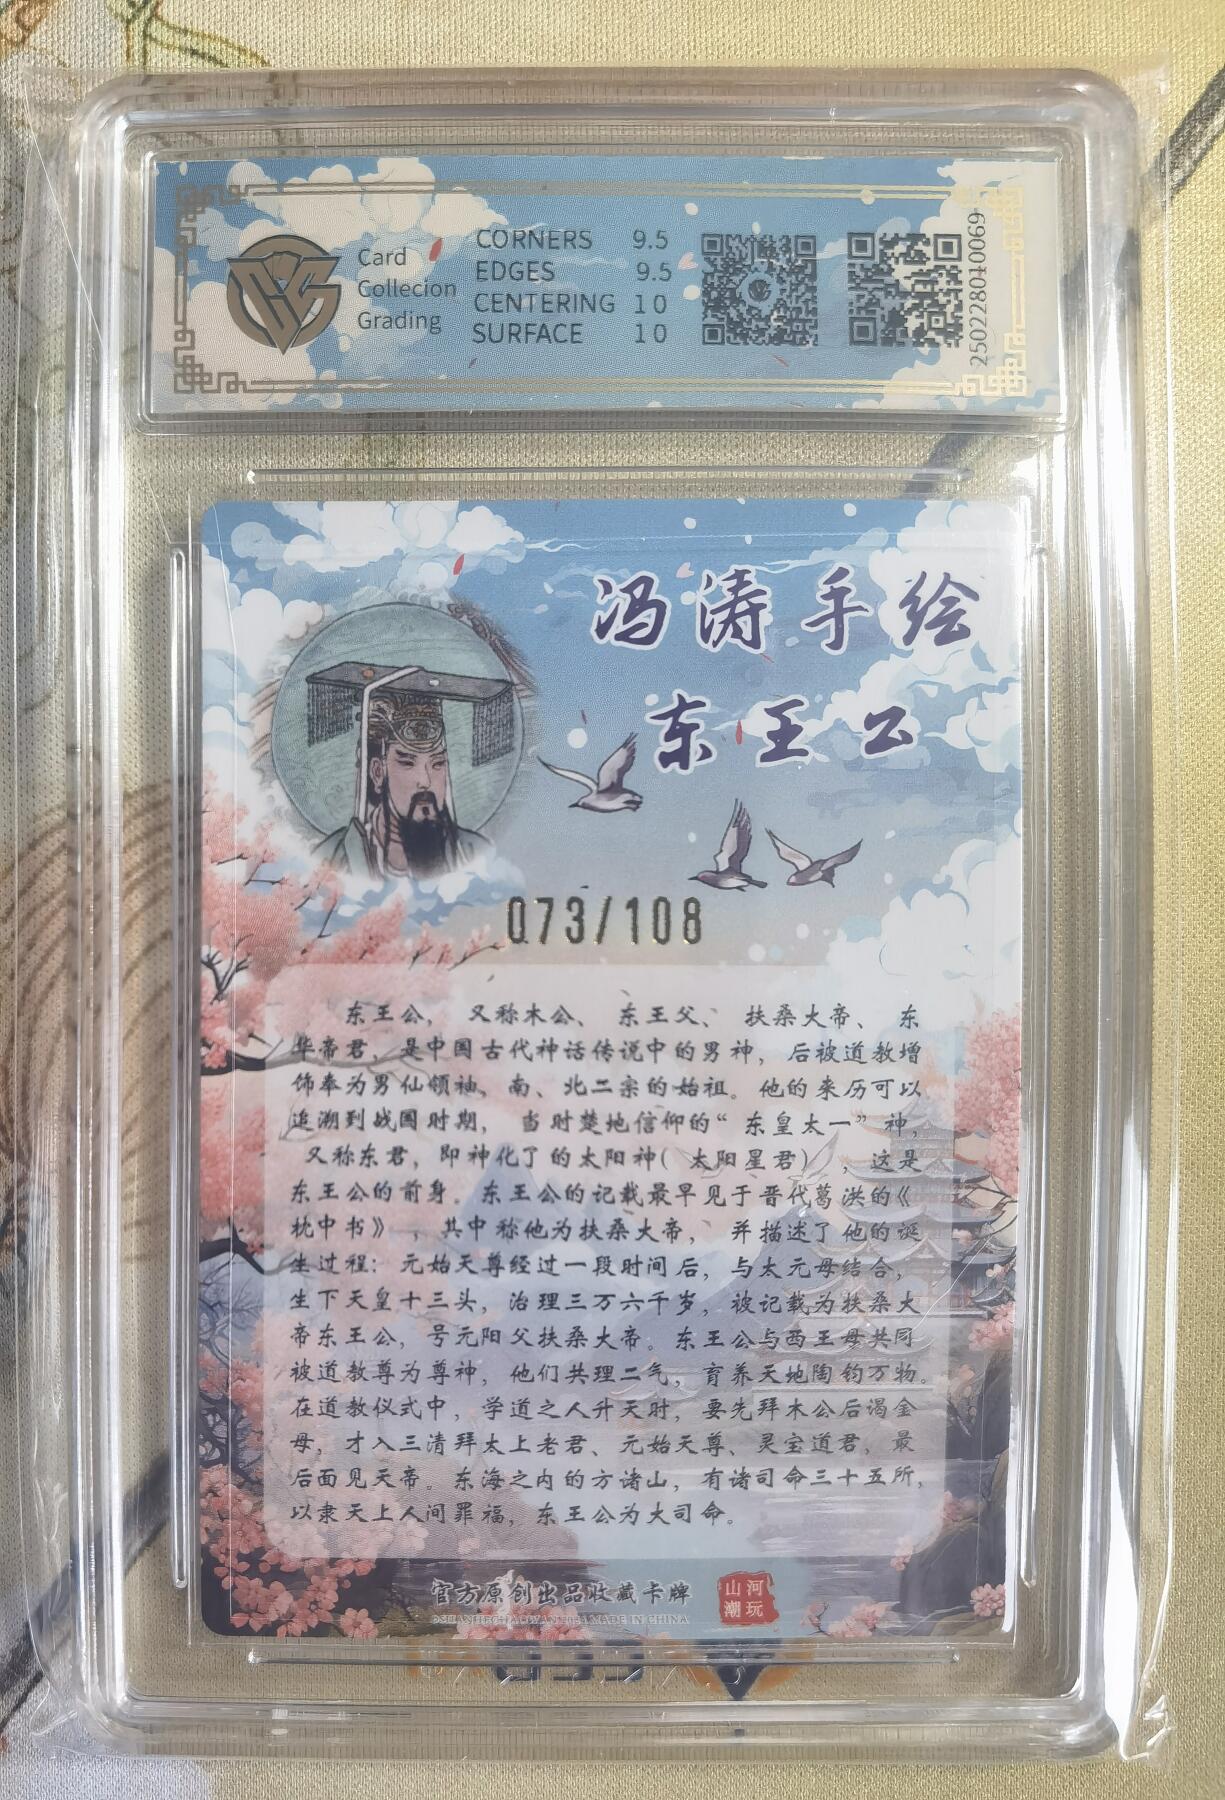 Card
Collecion
Grading
CORNERS 9.5
EDGES 9.5
CENTERING 10
SURFACE 10
250228010069
冯涛手绘
东王公
073/108
东王公，又称木公、东王父、扶桑大帝、东
华帝君，是中国古代神话传说中的男神，后被道教增
饰奉为男仙领袖，南、北二宗的始祖。他的来历可以
追溯到战国时期，当时楚地信仰的“东皇太一”神，
又称东君，即神化了的太阳神（太阳星君），这是
东王公的前身。东王公的记载最早见于晋代葛洪的《
枕中书》，其中称他为扶桑大帝，并描述了他的诞
生过程：元始天尊经过一段时间后，与太元母结合，
生下天皇十三头，治理三万六千岁，被记载为扶桑大
帝东王公，号元阳父扶桑大帝。东王公与西王母共同
被道教尊为尊神，他们共理二气，育养天地陶钧万物。
在道教仪式中，学道之人升天时，要先拜木公后谒金
母，才入三清拜太上老君、元始天尊、灵宝道君，最
后面见天帝。东海之内的方诸山，有诸司命三十五所，
以隶天上人间罪福，东王公为大司命。
官方原创出品收藏卡牌
MADE IN CHINA
山河
潮玩